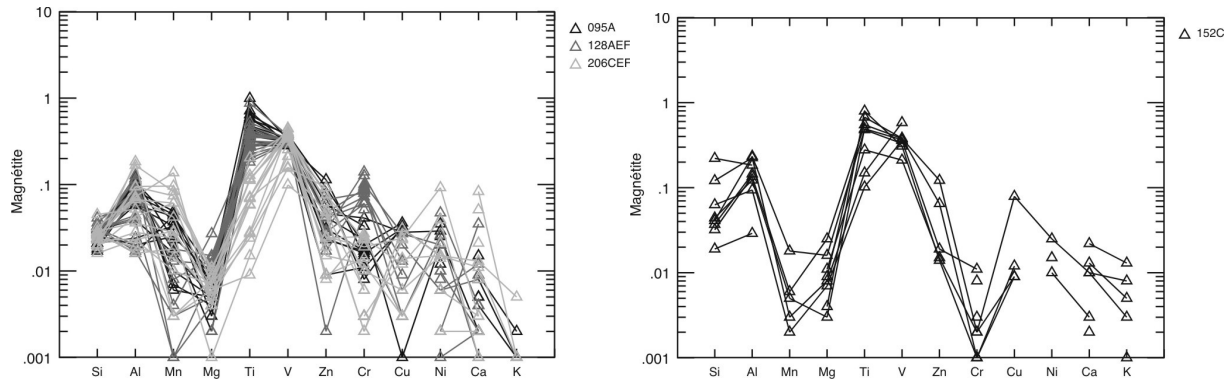 10
1
.1
.01
.001
Magnétite
Si Al Mn Mg Ti V Zn Cr Cu Ni Ca K
095A
128AEF
206CEF
10
1
.1
.01
.001
Magnétite
Si Al Mn Mg Ti V Zn Cr Cu Ni Ca K
152C